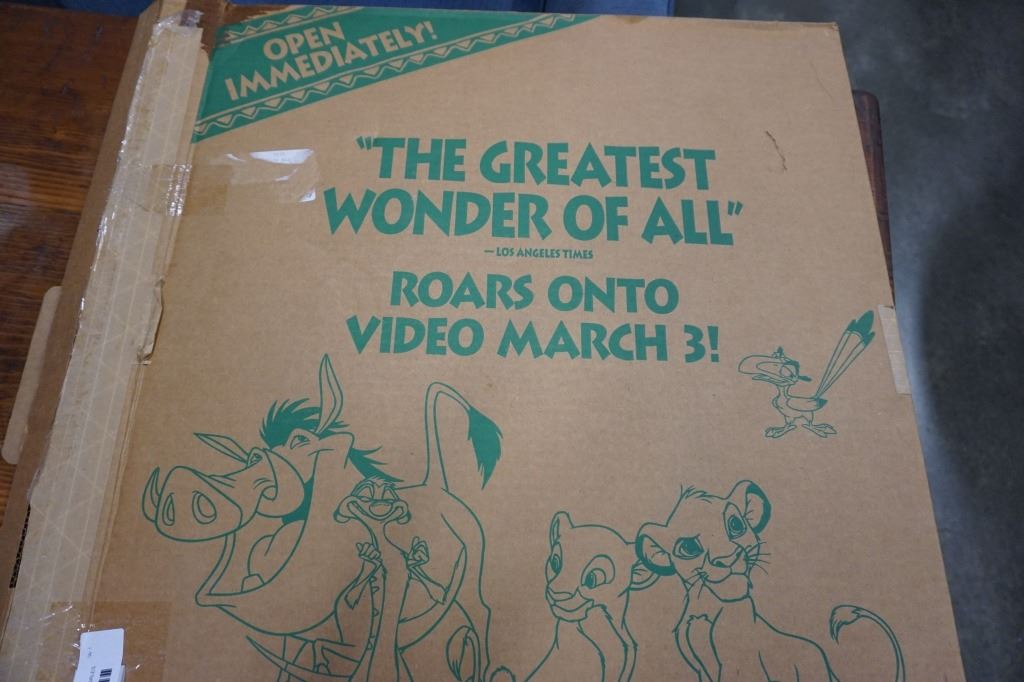 OPEN
IMMEDIATELY!
"THE GREATEST
WONDER OF ALL"
— LOS ANGELES TIMES
ROARS ONTO
VIDEO MARCH 3!